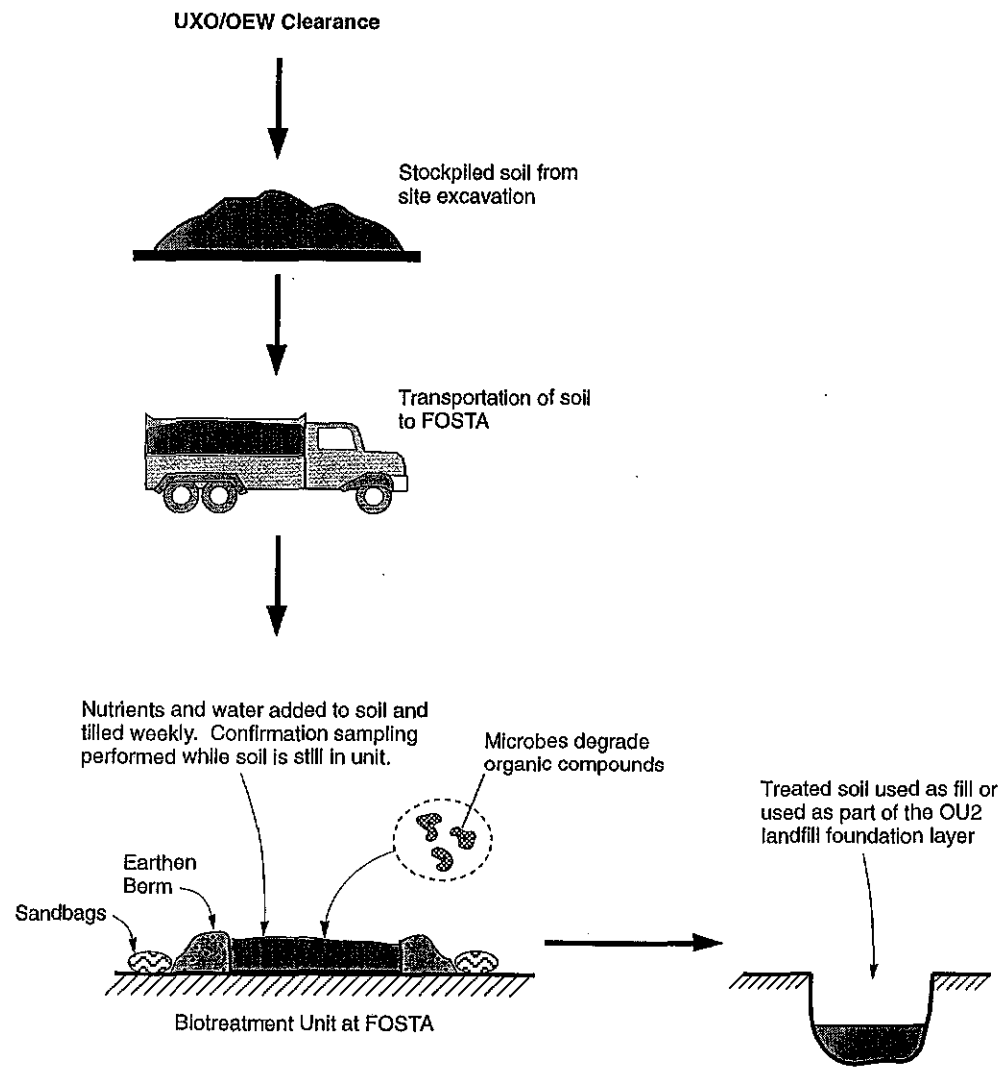 UXO/OEW Clearance
Stockpiled soil from
site excavation
Transportation of soil
to FOSTA
Nutrients and water added to soil and
tilled weekly. Confirmation sampling
performed while soil is still in unit.
Microbes degrade
organic compounds
Treated soil used as fill or
used as part of the OU2
landfill foundation layer
Earthen
Berm
Sandbags
Biotreatment Unit at FOSTA